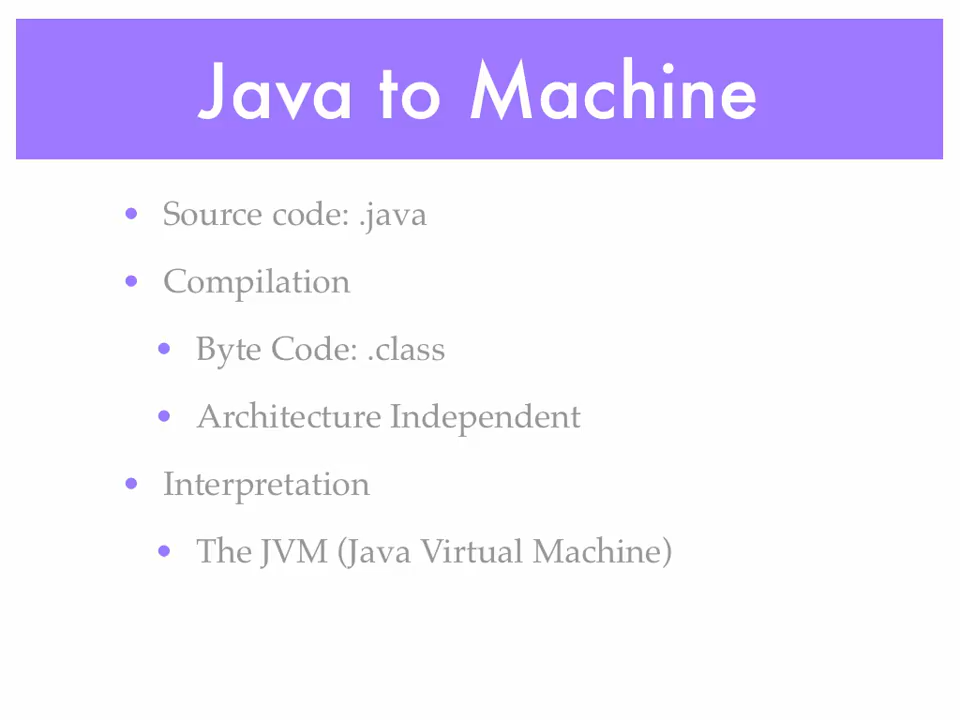 Java to Machine
• Source code: .java
• Compilation
• Byte Code: .class
• Architecture Independent
• Interpretation
• The JVM (Java Virtual Machine)